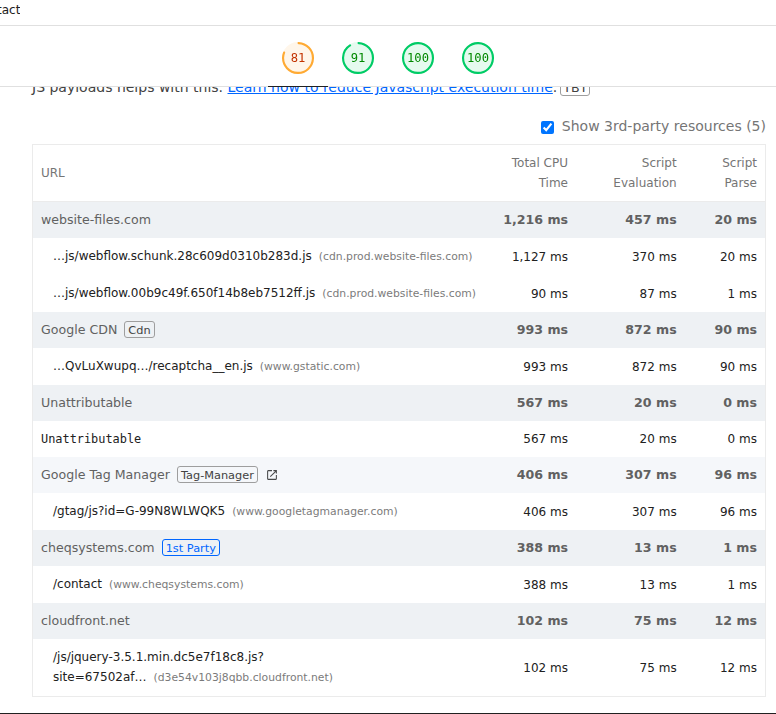 tact
81 91 100 100
JS payloads helps with this. Learn how to reduce Javascript execution time. TBT
Show 3rd-party resources (5)
URL Total CPU Time Script Evaluation Script Parse
website-files.com 1,216 ms 457 ms 20 ms
…js/webflow.schunk.28c609d0310b283d.js (cdn.prod.website-files.com) 1,127 ms 370 ms 20 ms
…js/webflow.00b9c49f.650f14b8eb7512ff.js (cdn.prod.website-files.com) 90 ms 87 ms 1 ms
Google CDN Cdn 993 ms 872 ms 90 ms
…QvLuXwupq…/recaptcha__en.js (www.gstatic.com) 993 ms 872 ms 90 ms
Unattributable 567 ms 20 ms 0 ms
Unattributable 567 ms 20 ms 0 ms
Google Tag Manager Tag-Manager 406 ms 307 ms 96 ms
/gtag/js?id=G-99N8WLWQK5 (www.googletagmanager.com) 406 ms 307 ms 96 ms
cheqsystems.com 1st Party 388 ms 13 ms 1 ms
/contact (www.cheqsystems.com) 388 ms 13 ms 1 ms
cloudfront.net 102 ms 75 ms 12 ms
/js/jquery-3.5.1.min.dc5e7f18c8.js?
site=67502af… (d3e54v103j8qbb.cloudfront.net) 102 ms 75 ms 12 ms